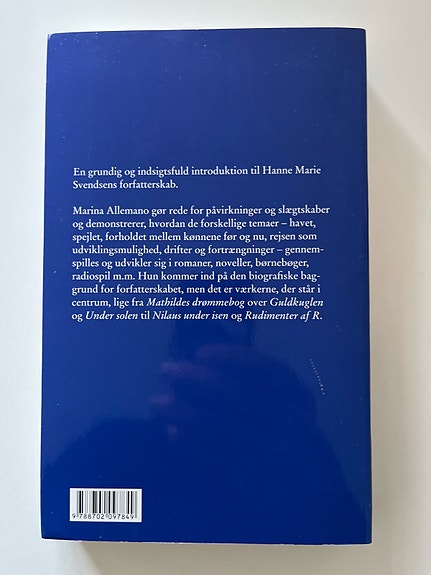 En grundig og indsigtsfuld introduktion til Hanne Marie
Svendsens forfatterskab.
Marina Allemano gør rede for påvirkninger og slægtskaber
og demonstrerer, hvordan de forskellige temaer – havet,
spejlet, forholdet mellem kønnene før og nu, rejsen som
udviklingsmulighed, drifter og fortrængninger – gennem-
spilles og udvikler sig i romaner, noveller, børnebøger,
radiospil m.m. Hun kommer ind på den biografiske bag-
grund for forfatterskabet, men det er værkerne, der står i
centrum, lige fra Mathildes drømmebog over Guldkuglen
og Under solen til Nilaus under isen og Rudimenter af R.
9 788702 097849